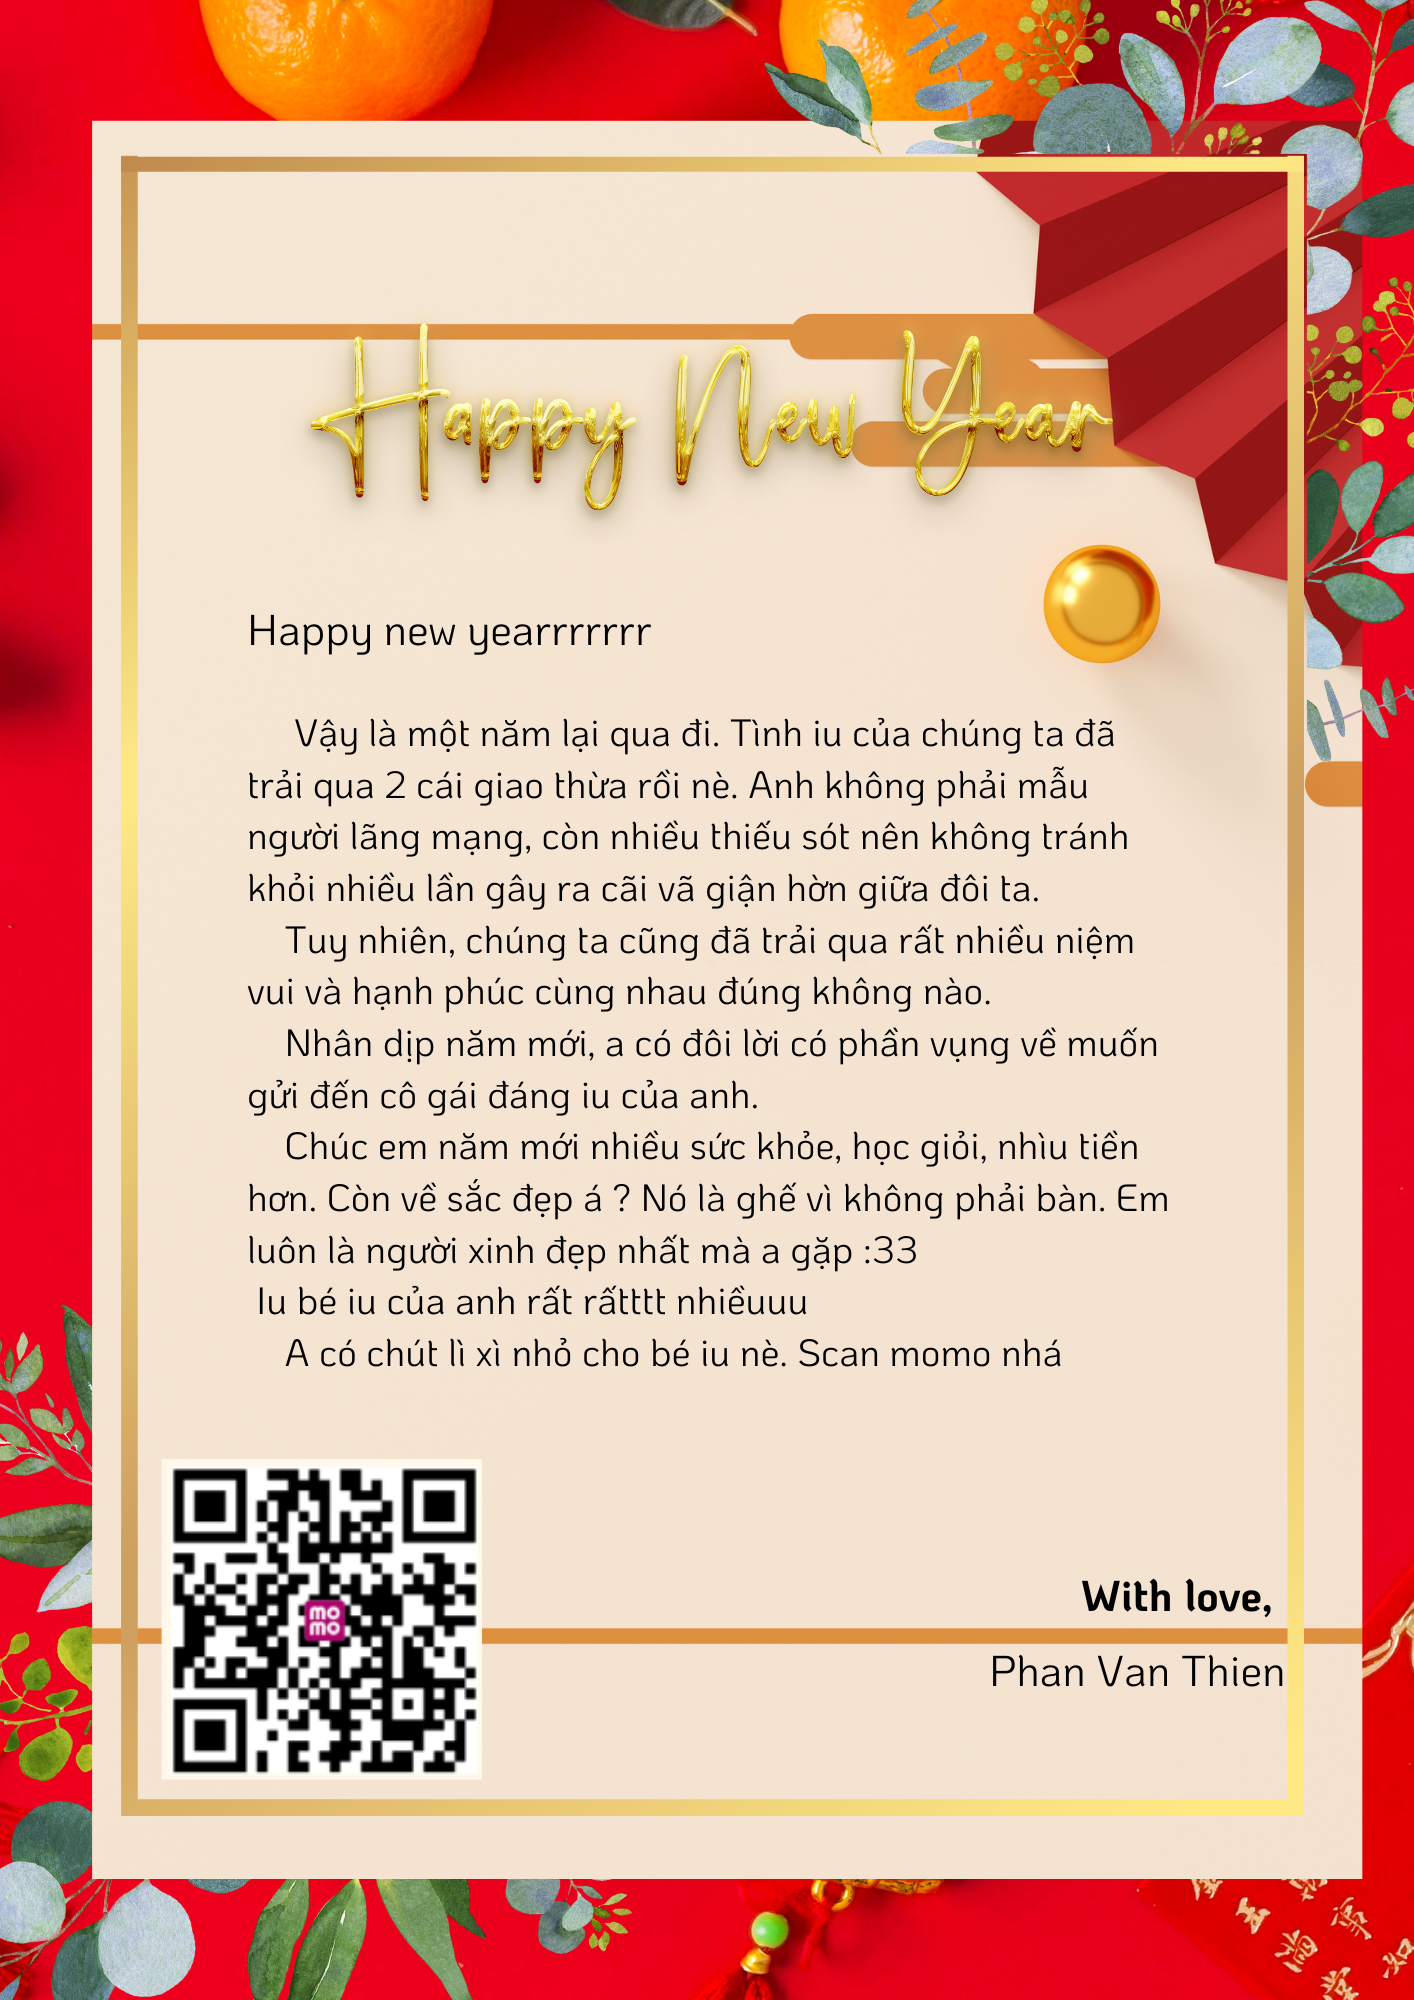 Happy New Year
Happy new yearrrrrrr
Vậy là một năm lại qua đi. Tình iu của chúng ta đã
trải qua 2 cái giao thừa rồi nè. Anh không phải mẫu
người lãng mạng, còn nhiều thiếu sót nên không tránh
khỏi nhiều lần gây ra cãi vã giận hờn giữa đôi ta.
Tuy nhiên, chúng ta cũng đã trải qua rất nhiều niệm
vui và hạnh phúc cùng nhau đúng không nào.
Nhân dịp năm mới, a có đôi lời có phần vụng về muốn
gửi đến cô gái đáng iu của anh.
Chúc em năm mới nhiều sức khỏe, học giỏi, nhìu tiền
hơn. Còn về sắc đẹp á ? Nó là ghế vì không phải bàn. Em
luôn là người xinh đẹp nhất mà a gặp :33
Iu bé iu của anh rất rấtttt nhiềuuu
A có chút lì xì nhỏ cho bé iu nè. Scan momo nhá
mo
mo
With love,
Phan Van Thien